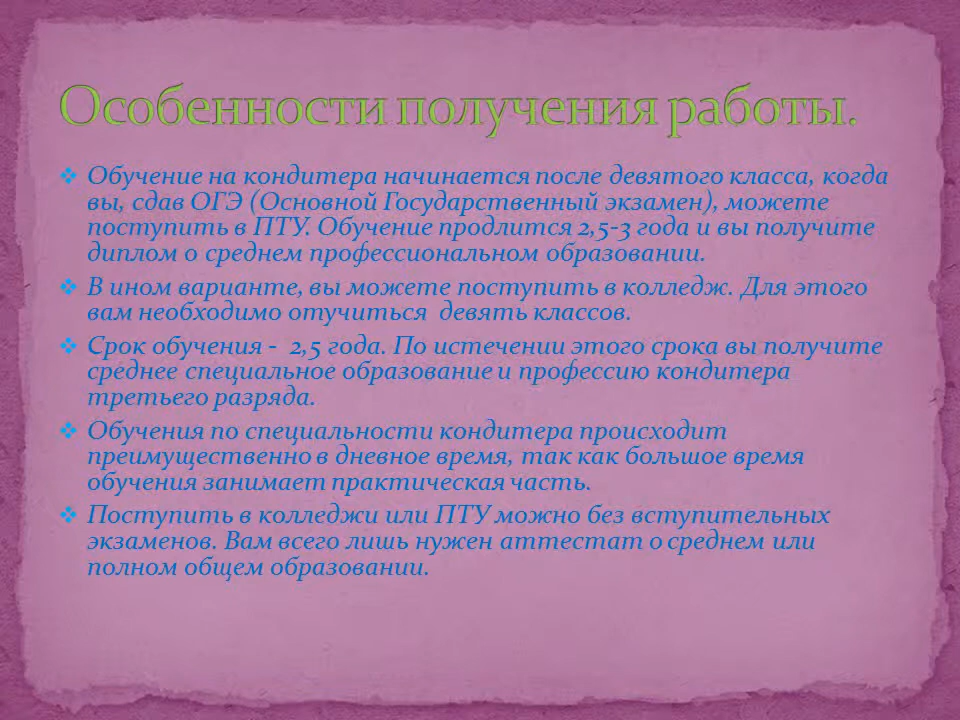 Особенности получения работы.
Обучение на кондитера начинается после девятого класса, когда
вы, сдав ОГЭ (Основной Государственный экзамен), можете
поступить в ПТУ. Обучение продлится 2,5-3 года и вы получите
диплом о среднем профессиональном образовании.
В ином варианте, вы можете поступить в колледж. Для этого
вам необходимо отучиться  девять классов.
Срок обучения -  2,5 года. По истечении этого срока вы получите
среднее специальное образование и профессию кондитера
третьего разряда.
Обучения по специальности кондитера происходит
преимущественно в дневное время, так как большое время
обучения занимает практическая часть.
Поступить в колледжи или ПТУ можно без вступительных
экзаменов. Вам всего лишь нужен аттестат о среднем или
полном общем образовании.